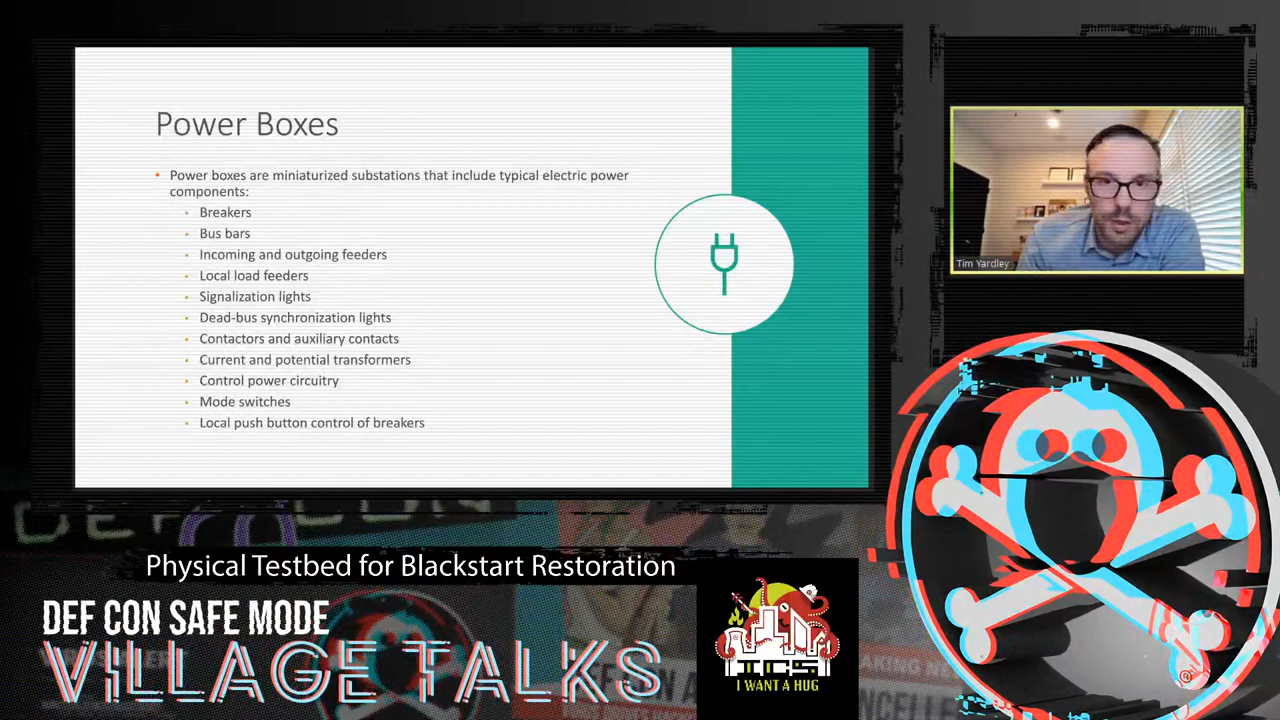 Power Boxes
• Power boxes are miniaturized substations that include typical electric power
components:
• Breakers
• Bus bars
• Incoming and outgoing feeders
• Local load feeders
• Signalization lights
• Dead-bus synchronization lights
• Contactors and auxiliary contacts
• Current and potential transformers
• Control power circuitry
• Mode switches
• Local push button control of breakers
Tim Yardley
DEF CON
Physical Testbed for Blackstart Restoration
DEF CON SAFE MODE
VILLAGE TALKS
ICS
I WANT A HUG
®